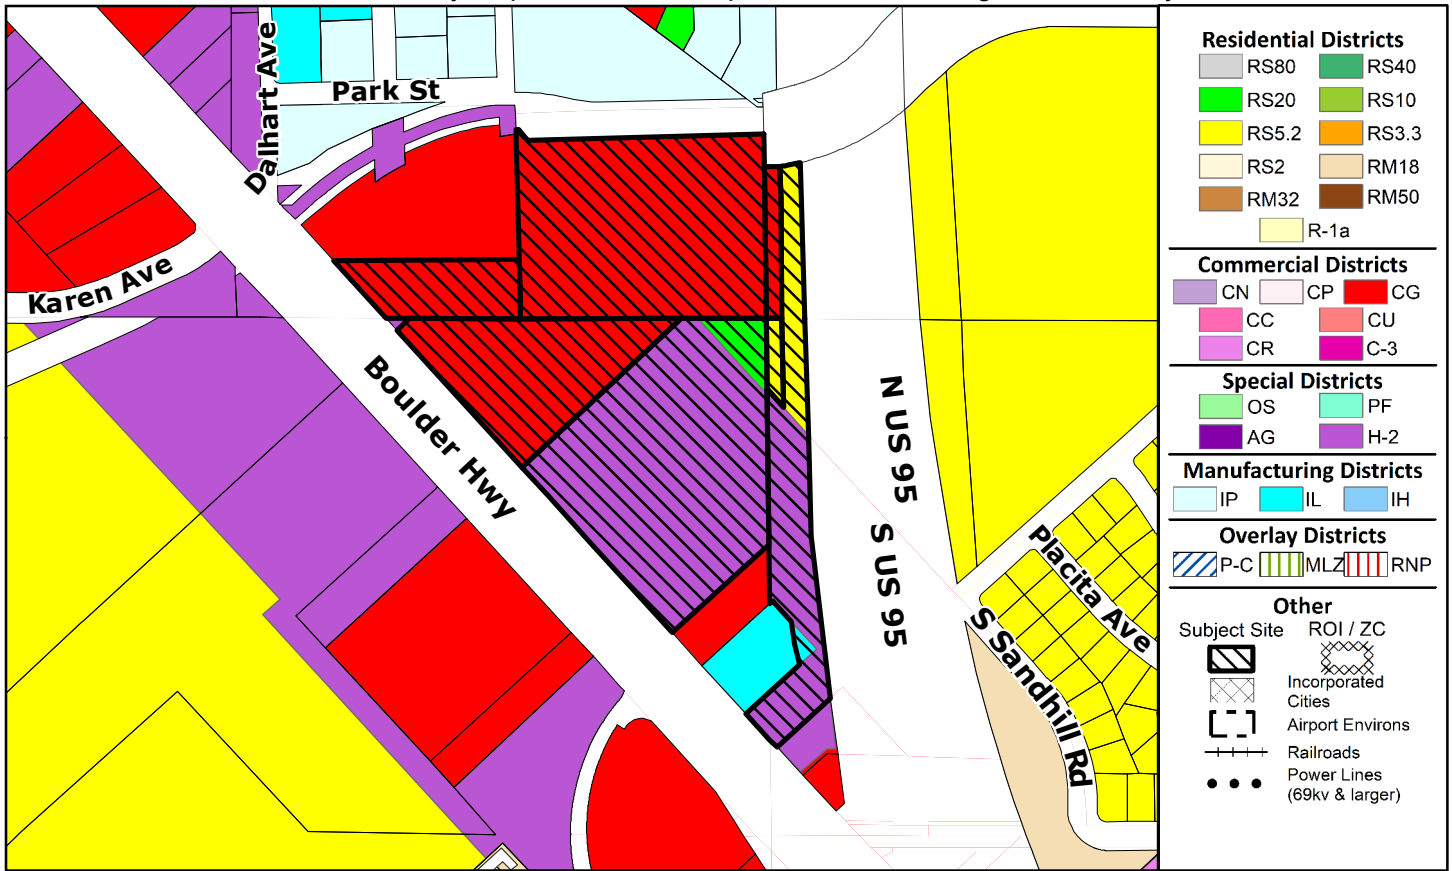 Dalhart Ave
Park St
Karen Ave
Boulder Hwy
N US 95
S US 95
Placita Ave
S Sandhill Rd
Residential Districts
RS80 RS40
RS20 RS10
RS5.2 RS3.3
RS2 RM18
RM32 RM50
R-1a
Commercial Districts
CN CP CG
CC CU
CR C-3
Special Districts
OS PF
AG H-2
Manufacturing Districts
IP IL IH
Overlay Districts
P-C MLZ RNP
Other
Subject Site ROI / ZC
Incorporated
Cities
Airport Environs
Railroads
Power Lines
(69kv & larger)